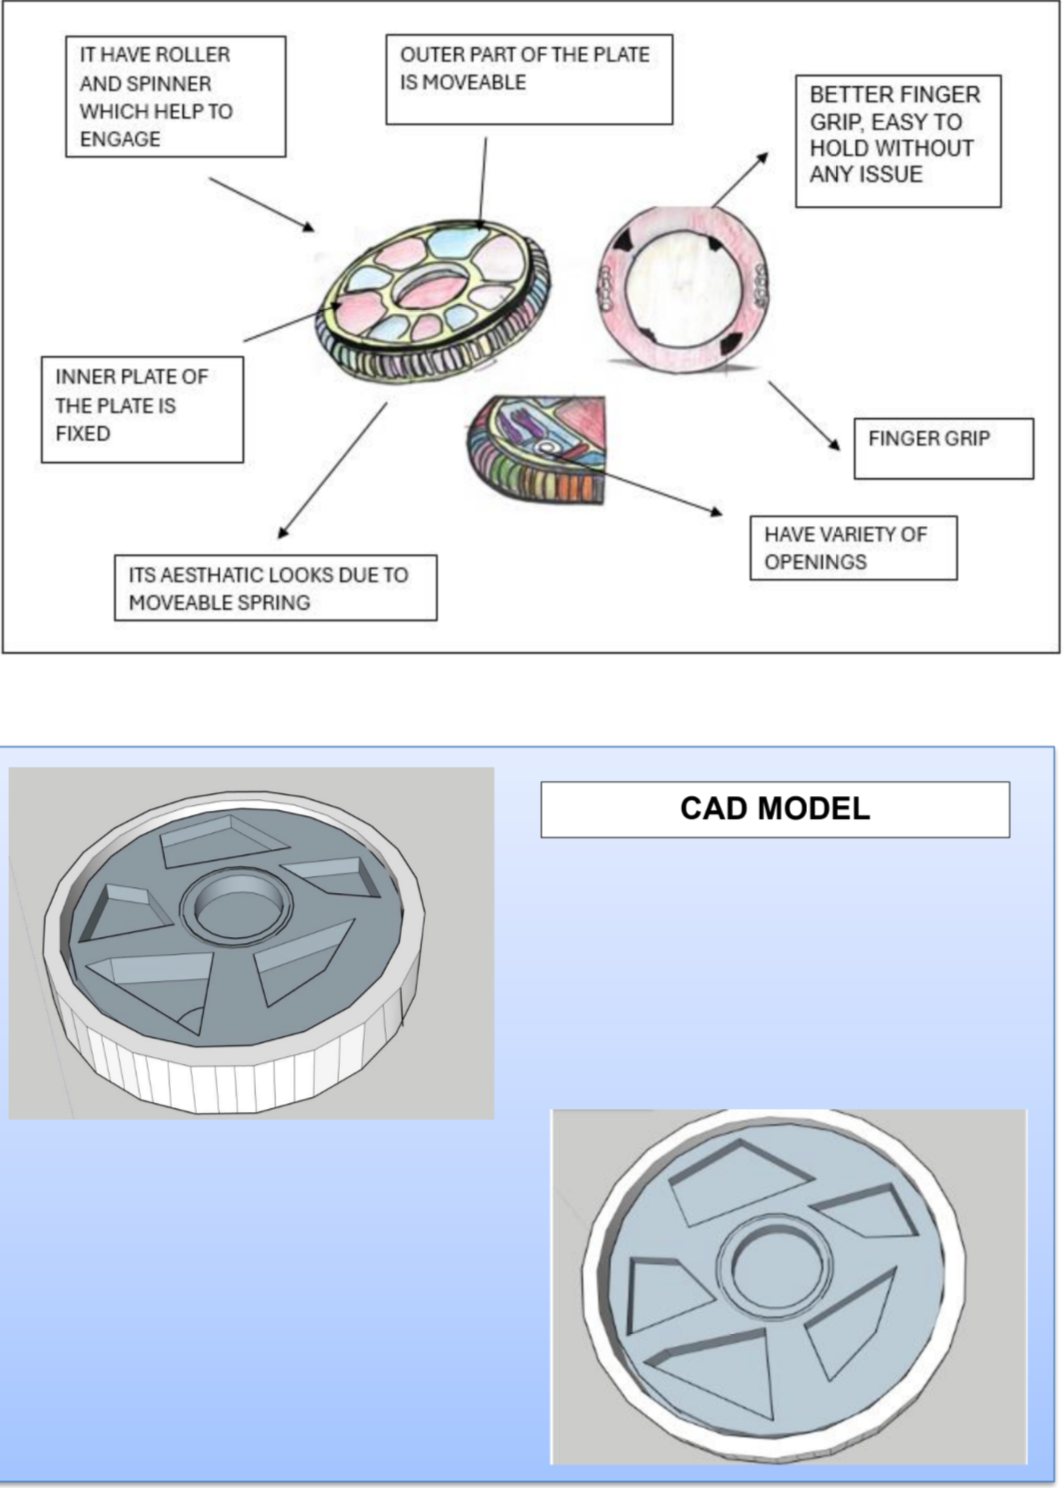 IT HAVE ROLLER
AND SPINNER
WHICH HELP TO
ENGAGE
OUTER PART OF THE PLATE
IS MOVEABLE
BETTER FINGER
GRIP, EASY TO
HOLD WITHOUT
ANY ISSUE
INNER PLATE OF
THE PLATE IS
FIXED
FINGER GRIP
HAVE VARIETY OF
OPENINGS
ITS AESTHATIC LOOKS DUE TO
MOVEABLE SPRING
CAD MODEL